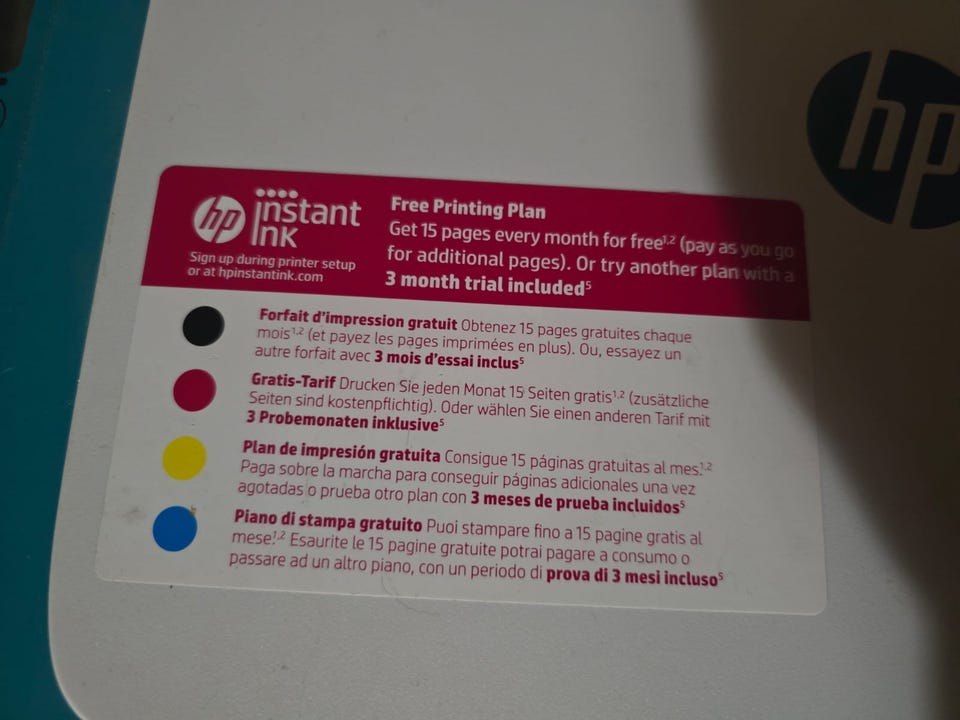 hp
hp instant ink
Sign up during printer setup
or at hpinstantink.com
Free Printing Plan
Get 15 pages every month for free1,2 (pay as you go
for additional pages). Or try another plan with a
3 month trial included5
Forfait d'impression gratuit Obtenez 15 pages gratuites chaque
mois1,2 (et payez les pages imprimées en plus). Ou, essayez un
autre forfait avec 3 mois d'essai inclus5
Gratis-Tarif Drucken Sie jeden Monat 15 Seiten gratis1,2 (zusätzliche
Seiten sind kostenpflichtig). Oder wählen Sie einen anderen Tarif mit
3 Probemonaten inklusive5
Plan de impresión gratuita Consigue 15 páginas gratuitas al mes.1,2
Paga sobre la marcha para conseguir páginas adicionales una vez
agotadas o prueba otro plan con 3 meses de prueba incluidos5
Piano di stampa gratuito Puoi stampare fino a 15 pagine gratis al
mese!1,2 Esaurite le 15 pagine gratuite potrai pagare a consumo o
passare ad un altro piano, con un periodo di prova di 3 mesi incluso5